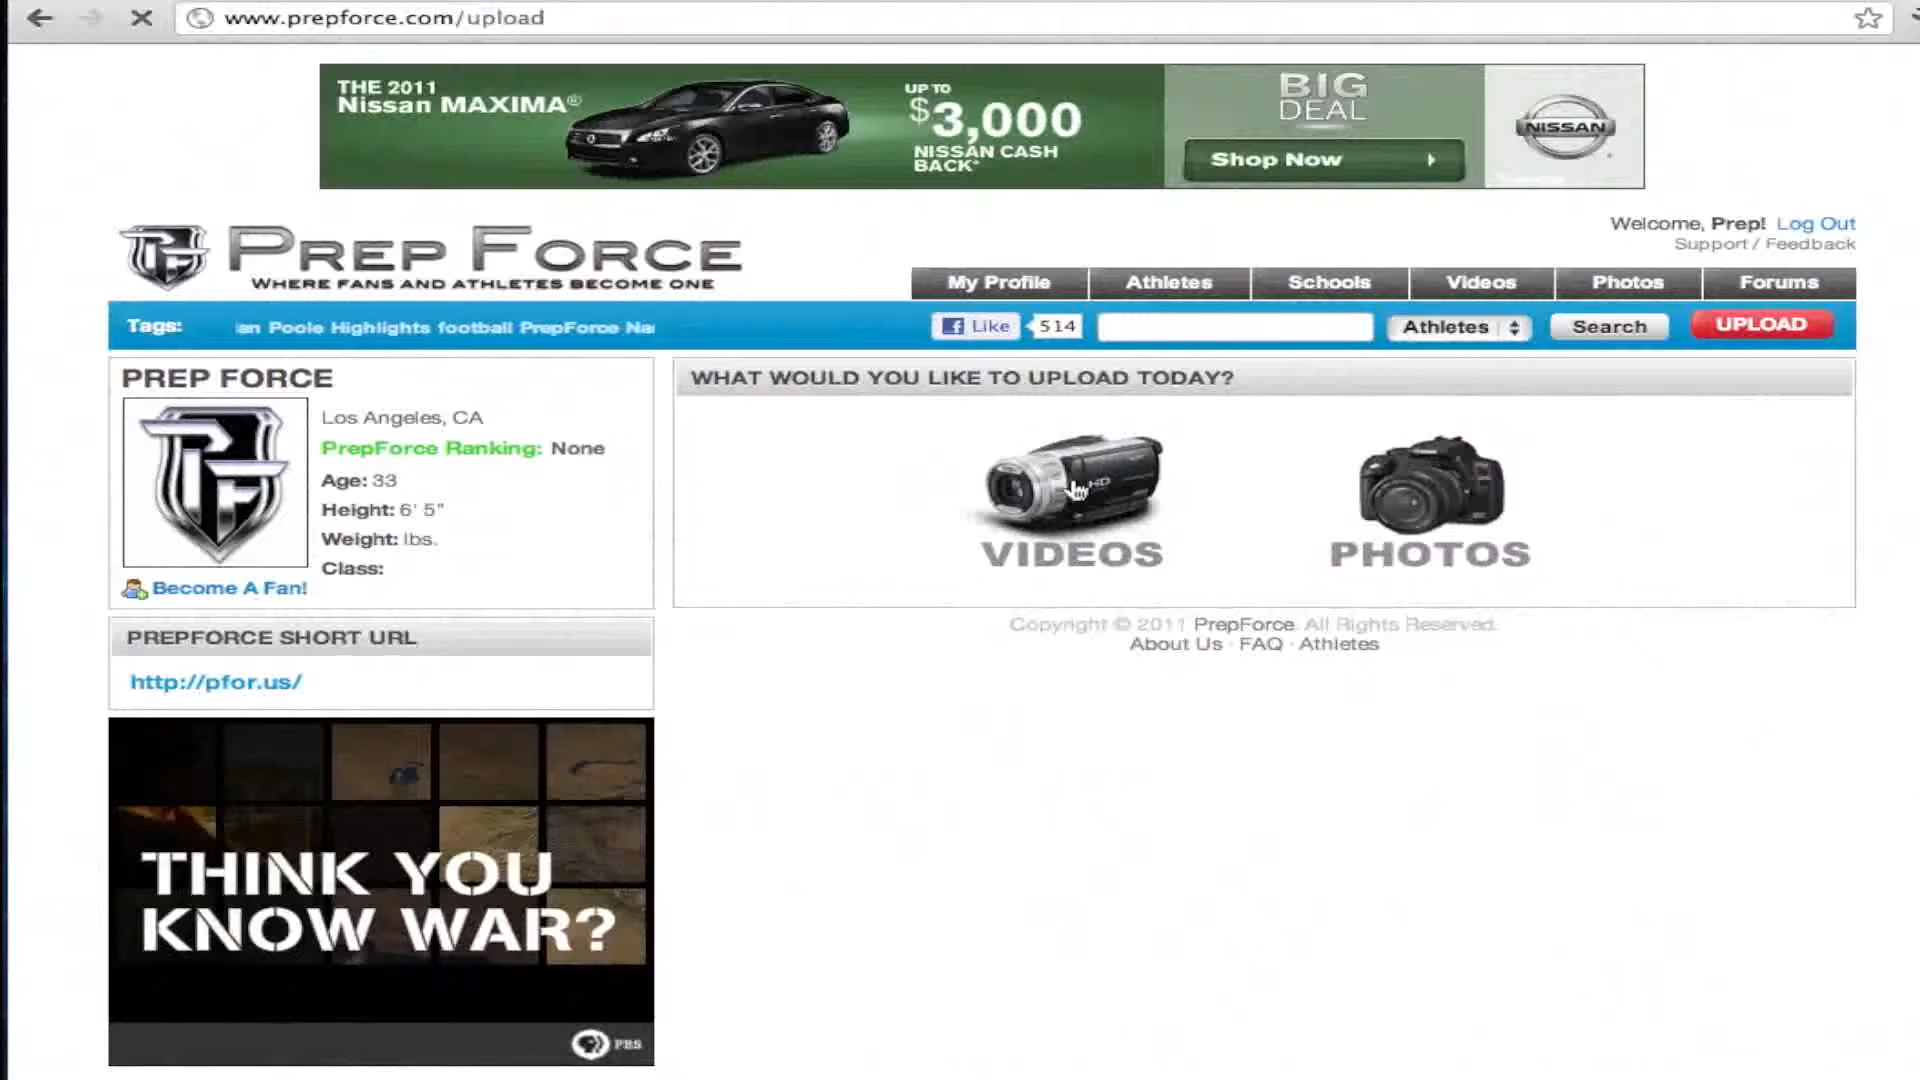 www.prepforce.com/upload
THE 2011
Nissan MAXIMA®
UP TO
$3,000
NISSAN CASH
BACK*
BIG
DEAL
Shop Now
NISSAN
PREP FORCE
WHERE FANS AND ATHLETES BECOME ONE
Welcome, Prep! Log Out
Support / Feedback
My Profile
Athletes
Schools
Videos
Photos
Forums
Tags:
an Poole Highlights football PrepForce Na
Like
514
Athletes
Search
UPLOAD
PREP FORCE
Los Angeles, CA
PrepForce Ranking: None
Age: 33
Height: 6' 5"
Weight: lbs.
Class:
Become A Fan!
WHAT WOULD YOU LIKE TO UPLOAD TODAY?
HD
VIDEOS
PHOTOS
Copyright © 2011 PrepForce. All Rights Reserved.
About Us · FAQ · Athletes
PREPFORCE SHORT URL
http://pfor.us/
THINK YOU
KNOW WAR?
PBS